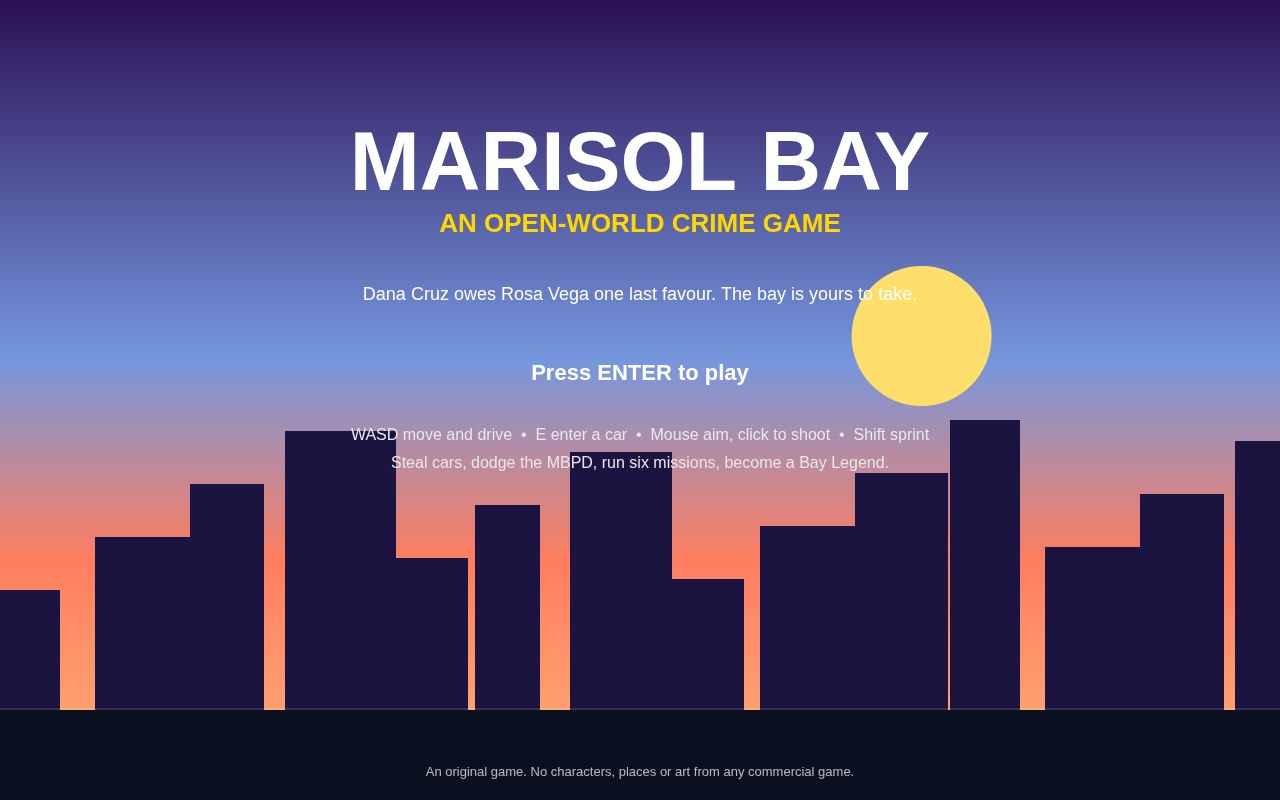 MARISOL BAY
AN OPEN-WORLD CRIME GAME
Dana Cruz owes Rosa Vega one last favour. The bay is yours to take.
Press ENTER to play
WASD move and drive • E enter a car • Mouse aim, click to shoot • Shift sprint
Steal cars, dodge the MBPD, run six missions, become a Bay Legend.
An original game. No characters, places or art from any commercial game.